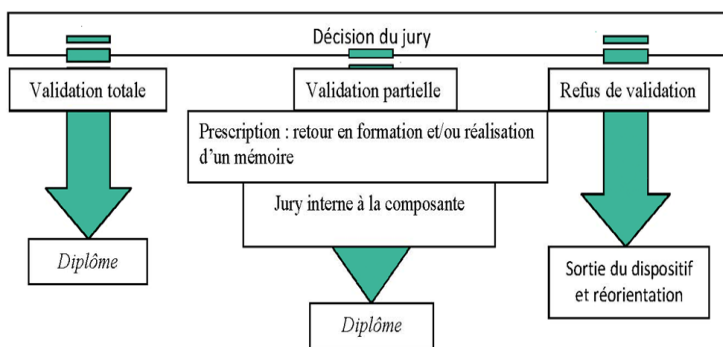 Décision du jury
Validation totale
Validation partielle
Refus de validation
Prescription : retour en formation et/ou réalisation
d’un mémoire
Jury interne à la composante
Diplôme
Sortie du dispositif
et réorientation
Diplôme